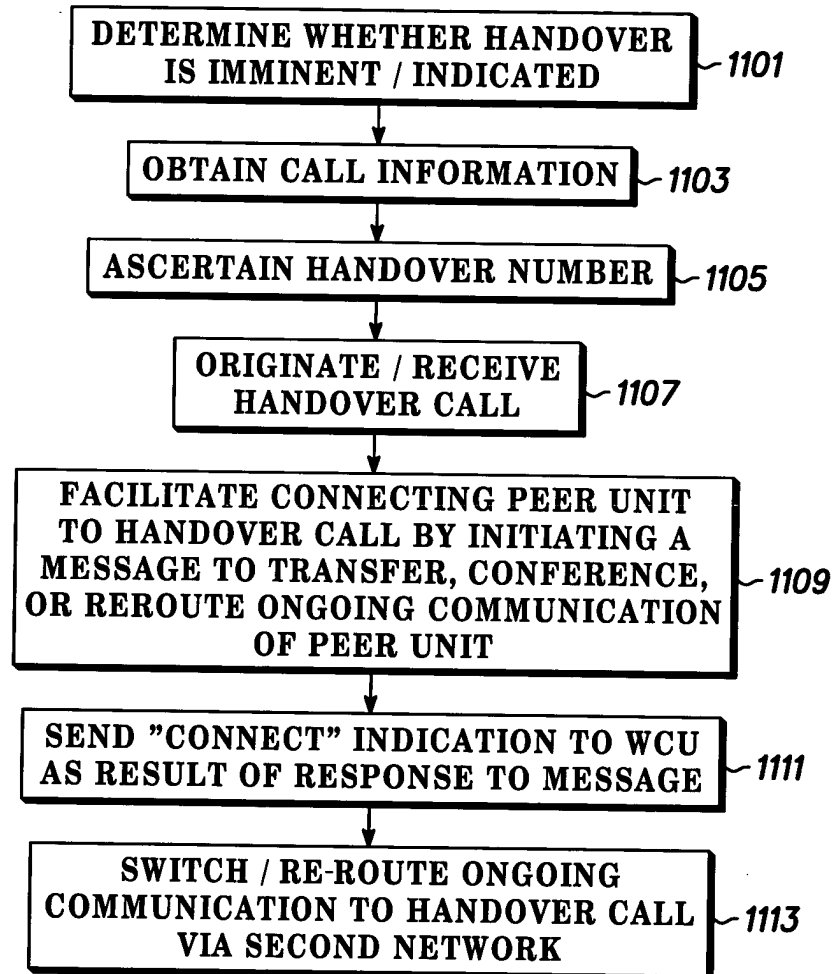 DETERMINE WHETHER HANDOVER
IS IMMINENT / INDICATED
1101
OBTAIN CALL INFORMATION
1103
ASCERTAIN HANDOVER NUMBER
1105
ORIGINATE / RECEIVE
HANDOVER CALL
1107
FACILITATE CONNECTING PEER UNIT
TO HANDOVER CALL BY INITIATING A
MESSAGE TO TRANSFER, CONFERENCE,
OR REROUTE ONGOING COMMUNICATION
OF PEER UNIT
1109
SEND "CONNECT" INDICATION TO WCU
AS RESULT OF RESPONSE TO MESSAGE
1111
SWITCH / RE-ROUTE ONGOING
COMMUNICATION TO HANDOVER CALL
VIA SECOND NETWORK
1113